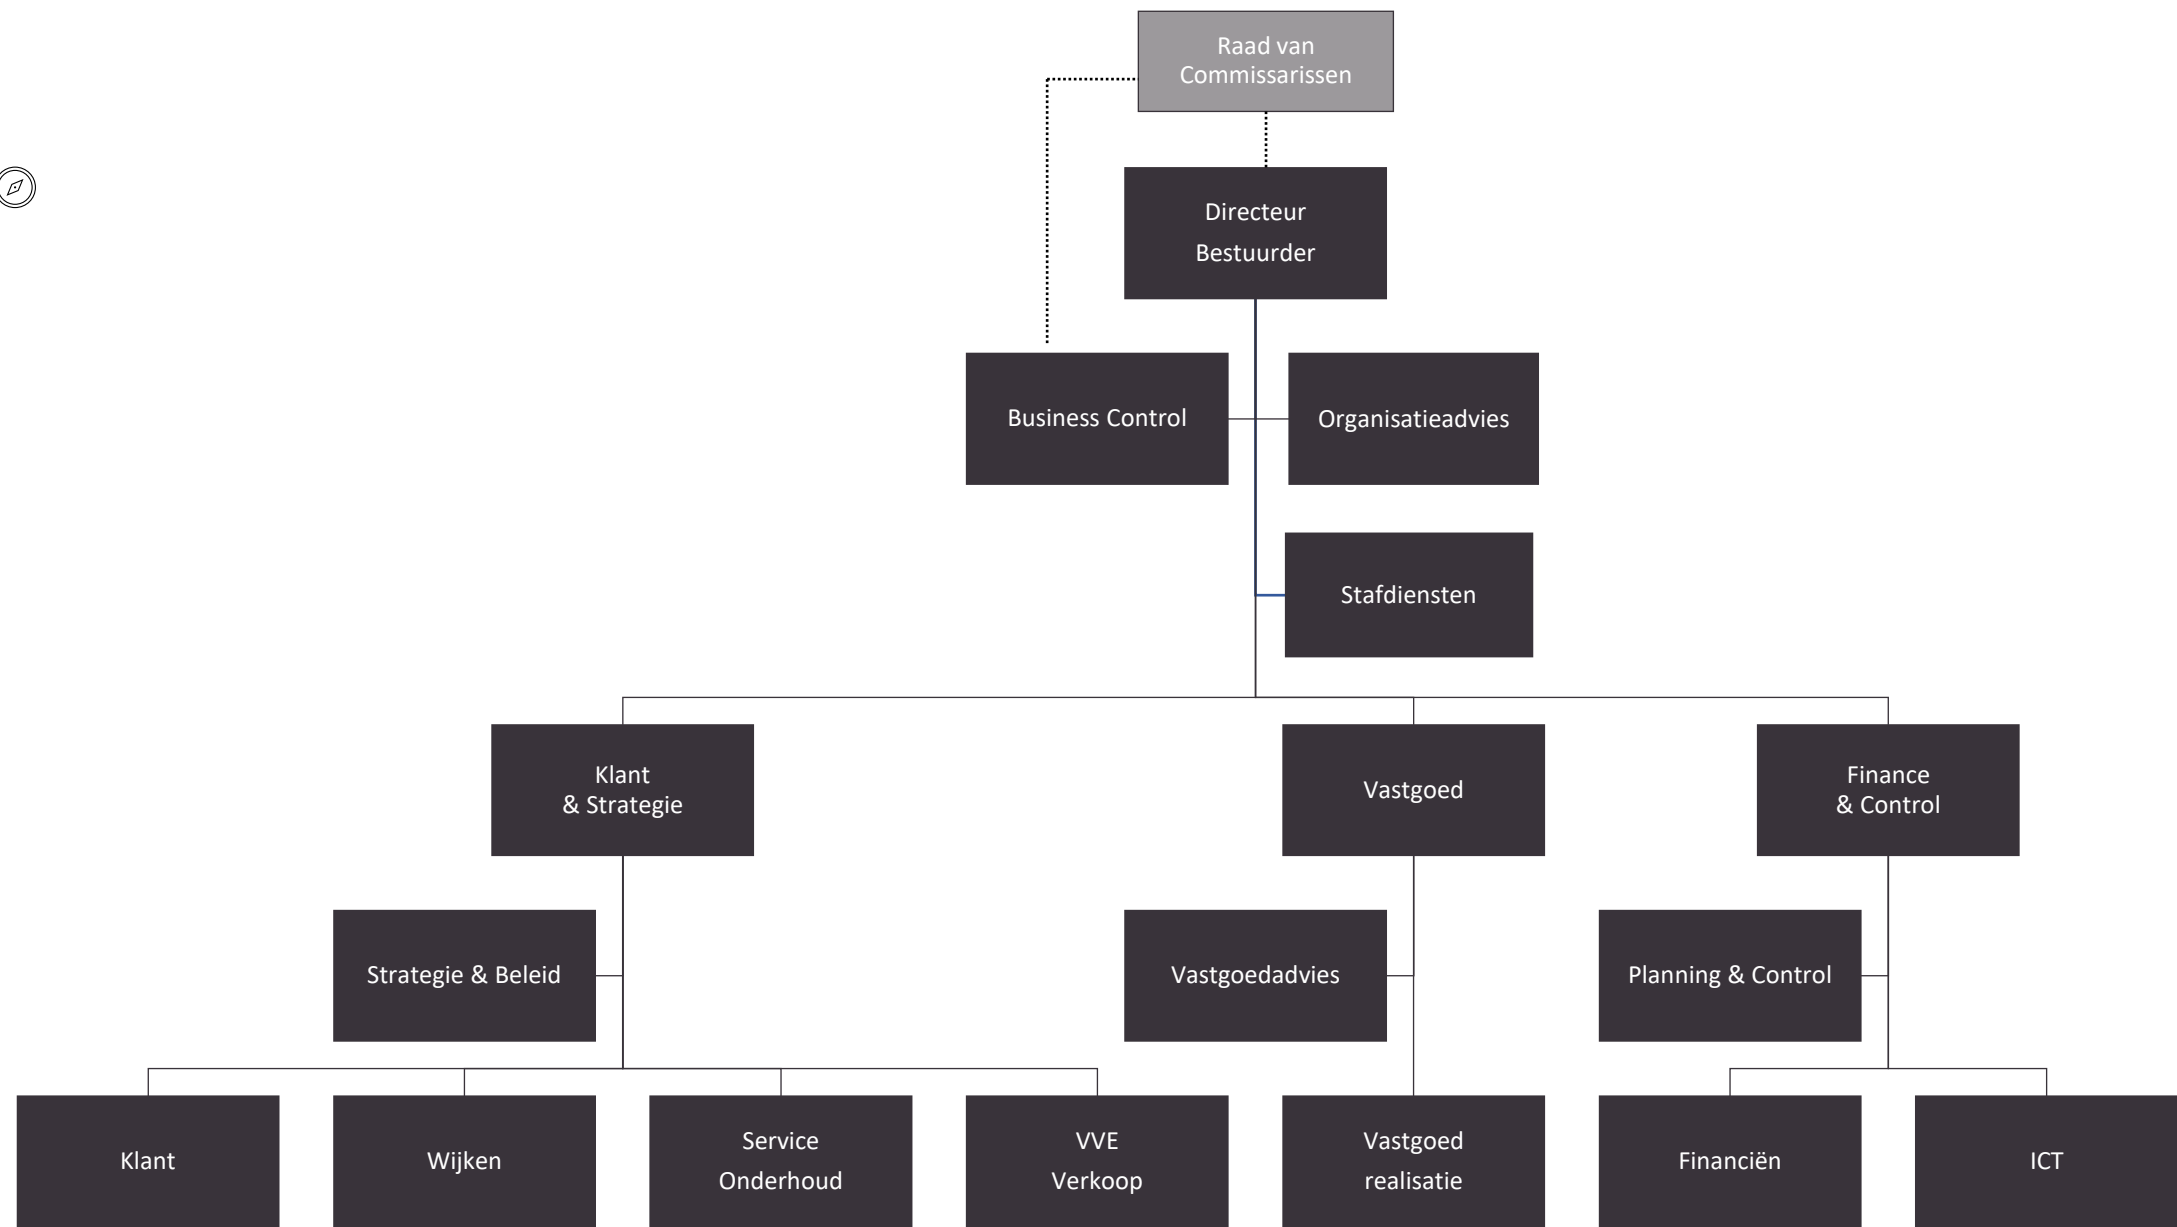 Raad van
Commissarissen
Directeur
Bestuurder
Business Control
Organisatieadvies
Stafdiensten
Klant
& Strategie
Vastgoed
Finance
& Control
Strategie & Beleid
Vastgoedadvies
Planning & Control
Klant
Wijken
Service
Onderhoud
VVE
Verkoop
Vastgoed
realisatie
Financiën
ICT